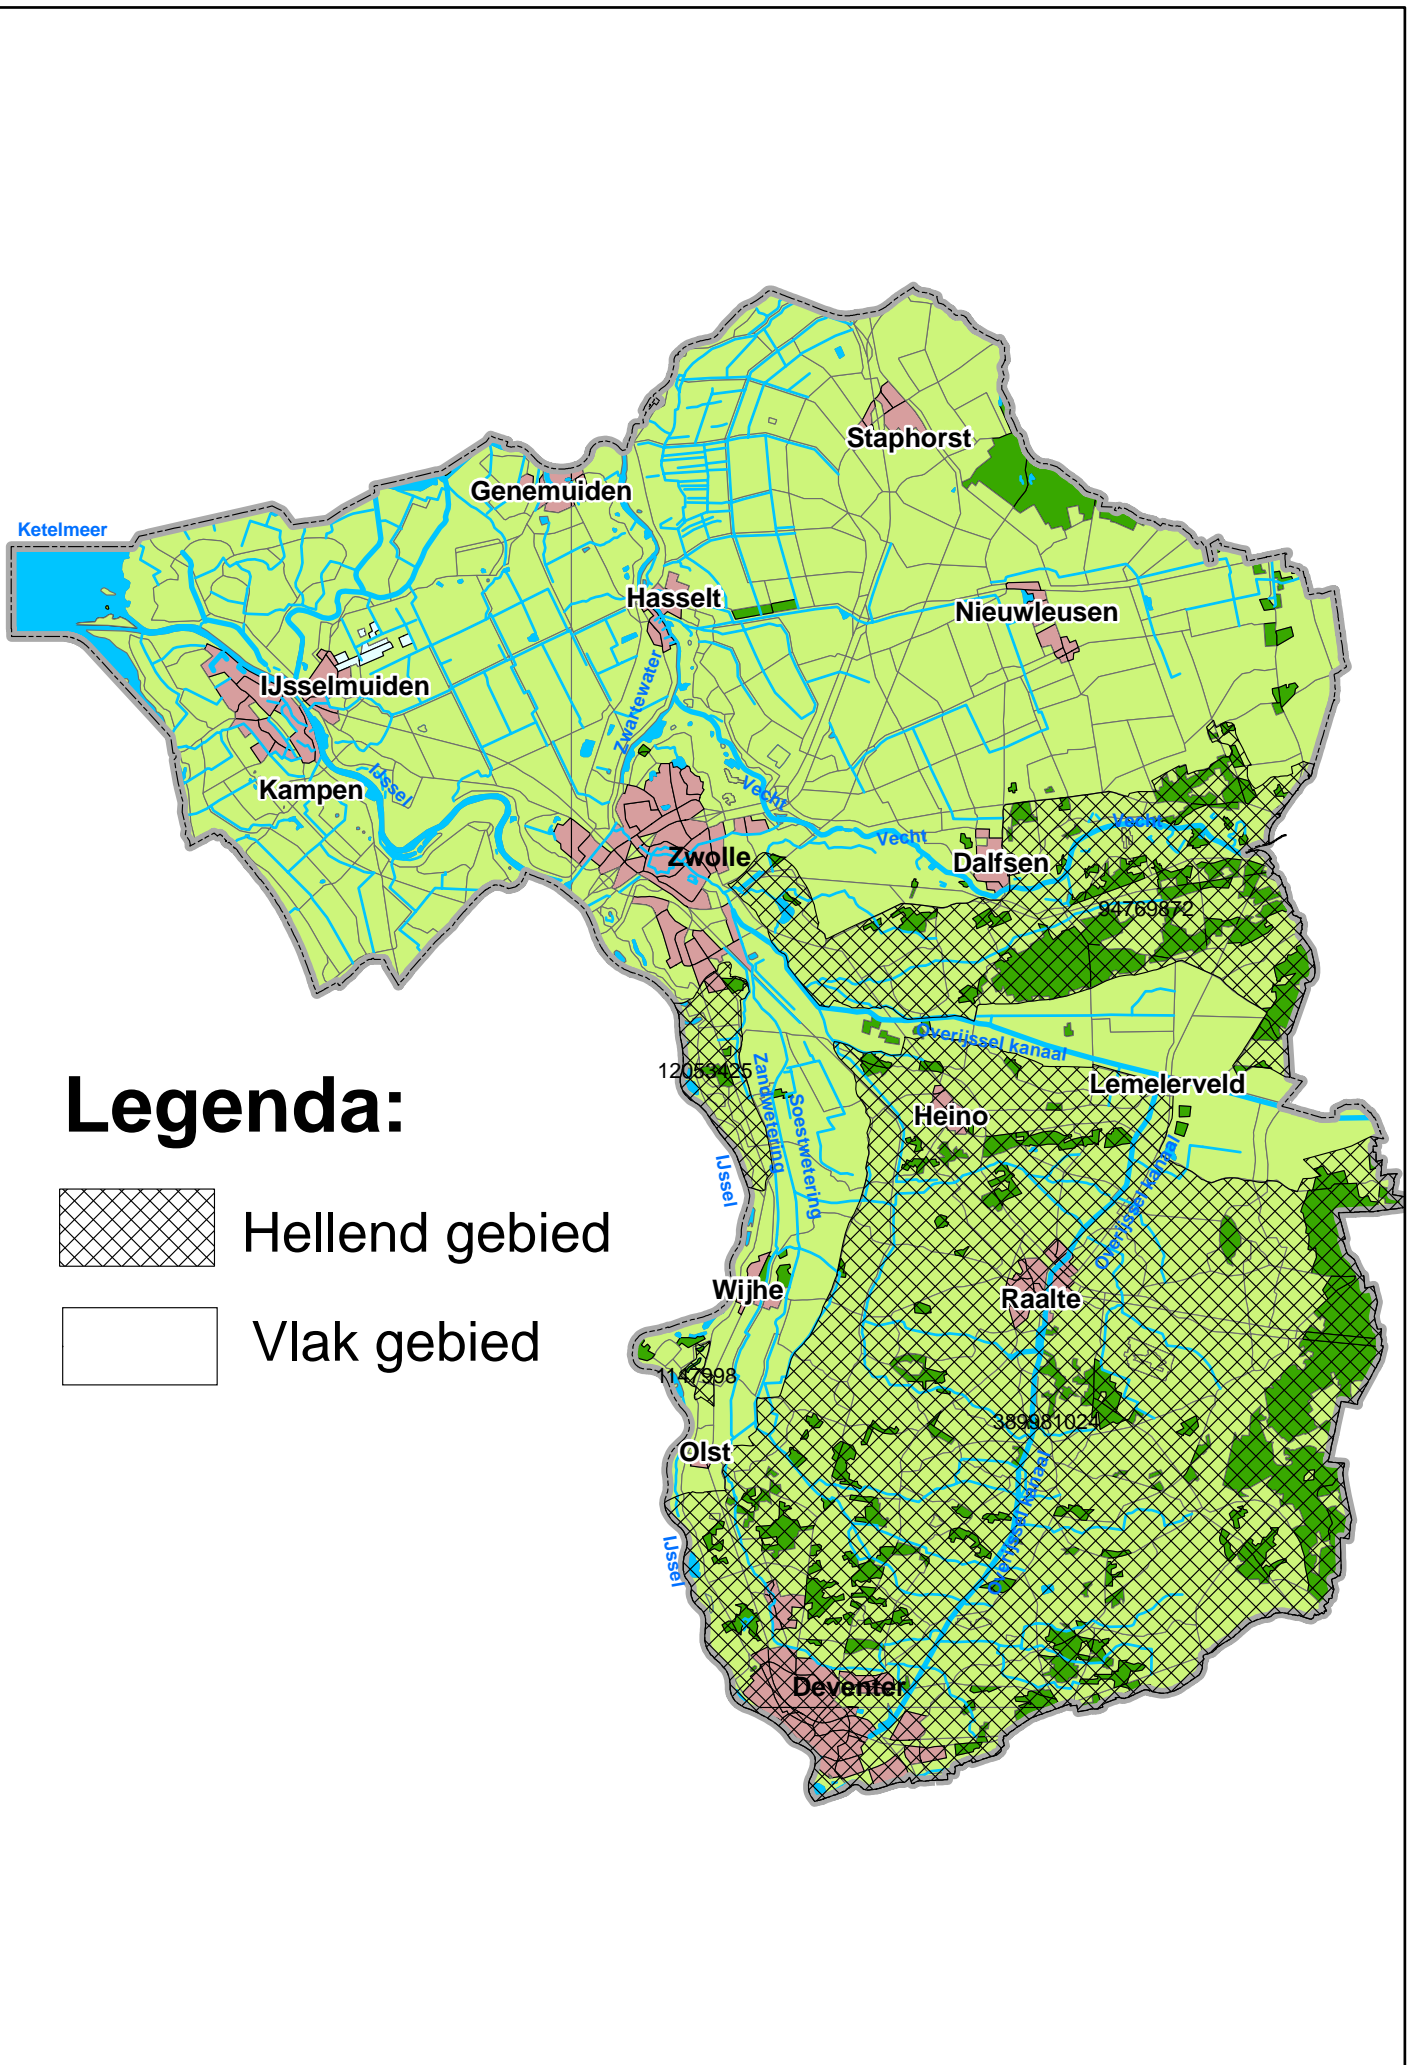 Staphorst
Genemuiden
Ketelmeer
Hasselt
Nieuwleusen
IJsselmuiden
Zwartewater
Kampen
IJssel
Vecht
Vecht
Vecht
Zwolle
Dalfsen
94769872
Overijssel kanaal
12053425
Zandwetering
Soestwetering
Lemelerveld
Heino
Legenda:
IJssel
Overijssel kanaal
Hellend gebied
Wijhe
Raalte
Vlak gebied
1147998
389981024
Olst
Overijssel kanaal
IJssel
Deventer